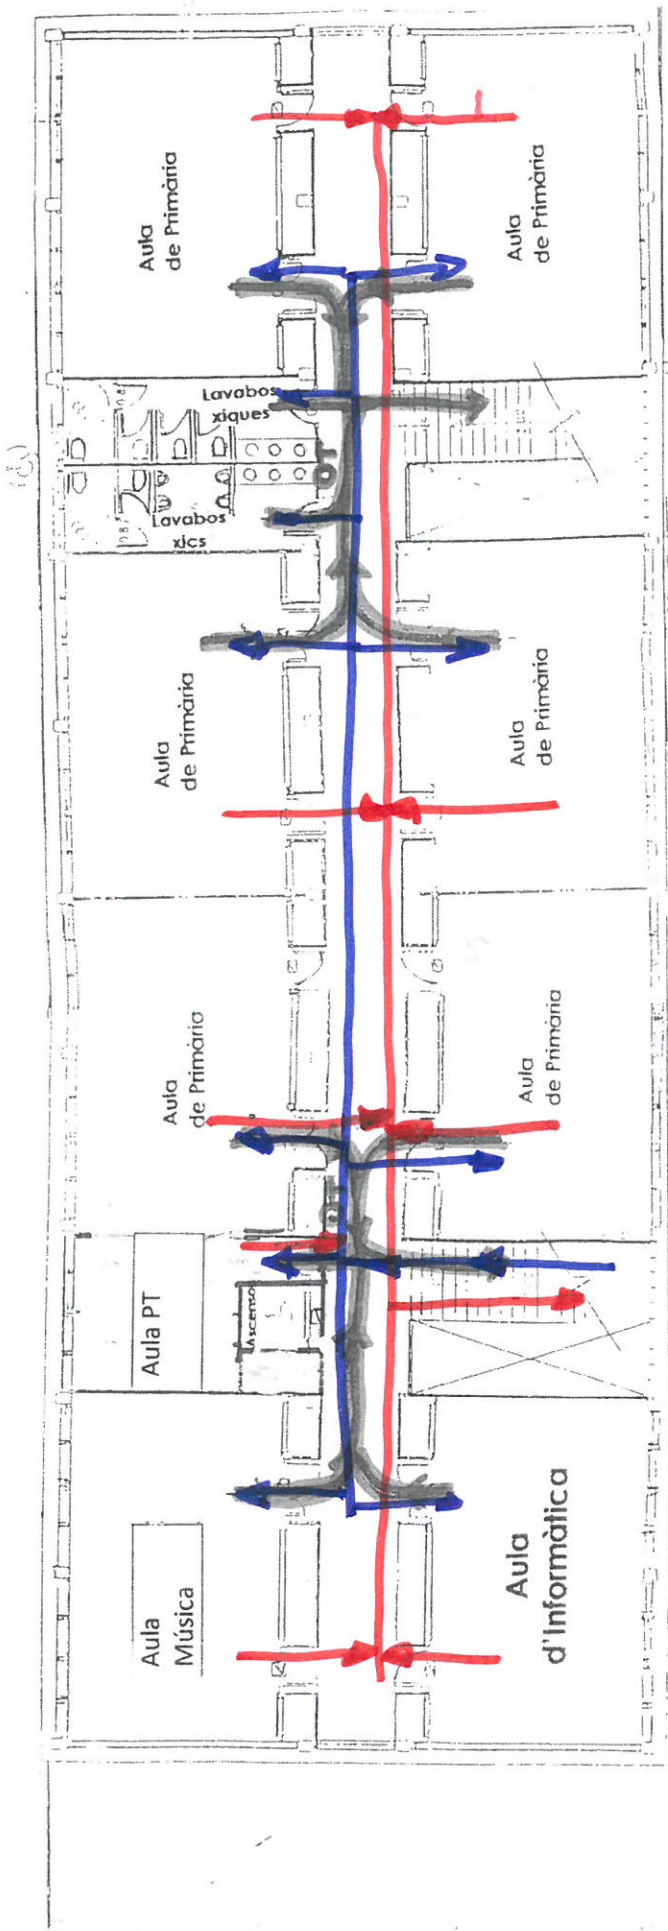 Aula
de Primària
Aula
de Primària
Lavabos
xiques
Lavabos
xics
Aula
de Primària
Aula
de Primària
Aula
de Primària
Aula
de Primària
Aula PT
Ascensor
Aula
Música
Aula
d'Informàtica